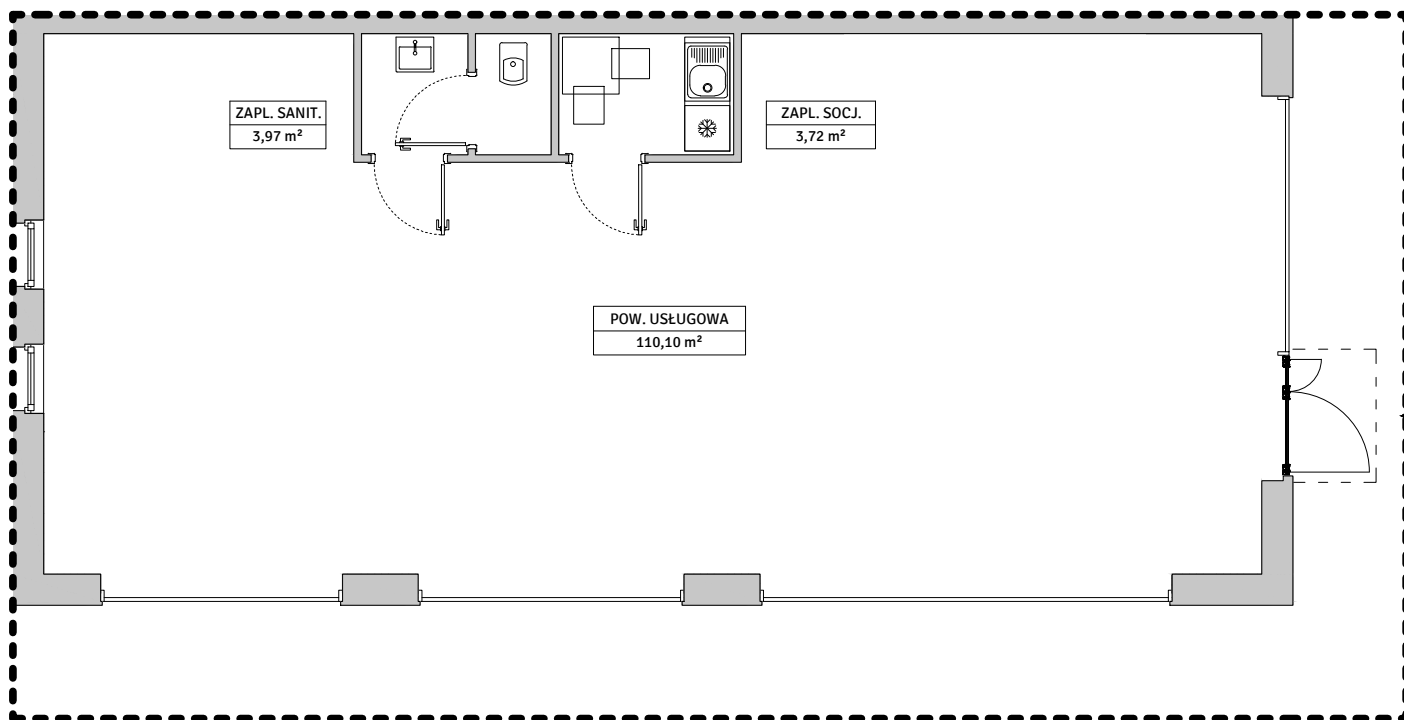 ZAPL. SANIT.
3,97 m²
ZAPL. SOCJ.
3,72 m²
POW. USŁUGOWA
110,10 m²